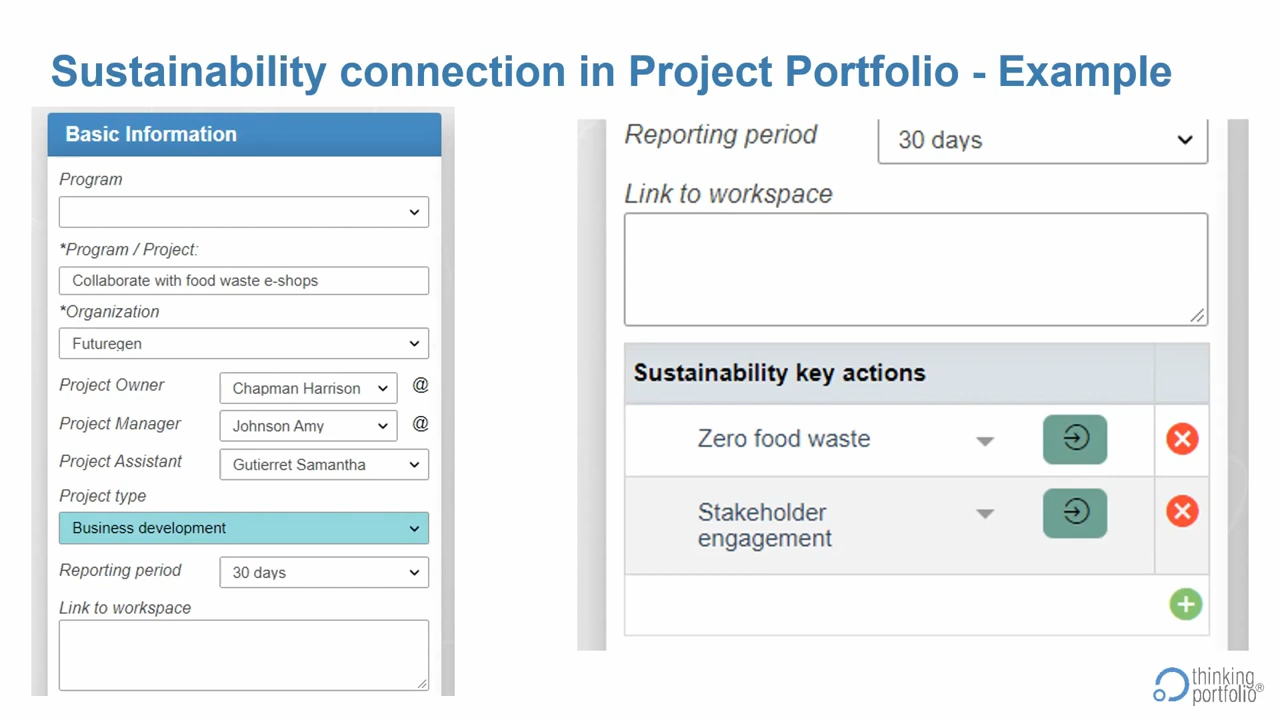 Sustainability connection in Project Portfolio - Example
Basic Information
Program
*Program / Project:
Collaborate with food waste e-shops
*Organization
Futuregen
Project Owner
Chapman Harrison
@
Project Manager
Johnson Amy
@
Project Assistant
Gutierret Samantha
Project type
Business development
Reporting period
30 days
Link to workspace
Reporting period
30 days
Link to workspace
Sustainability key actions
Zero food waste
Stakeholder
engagement
thinking
portfolio®